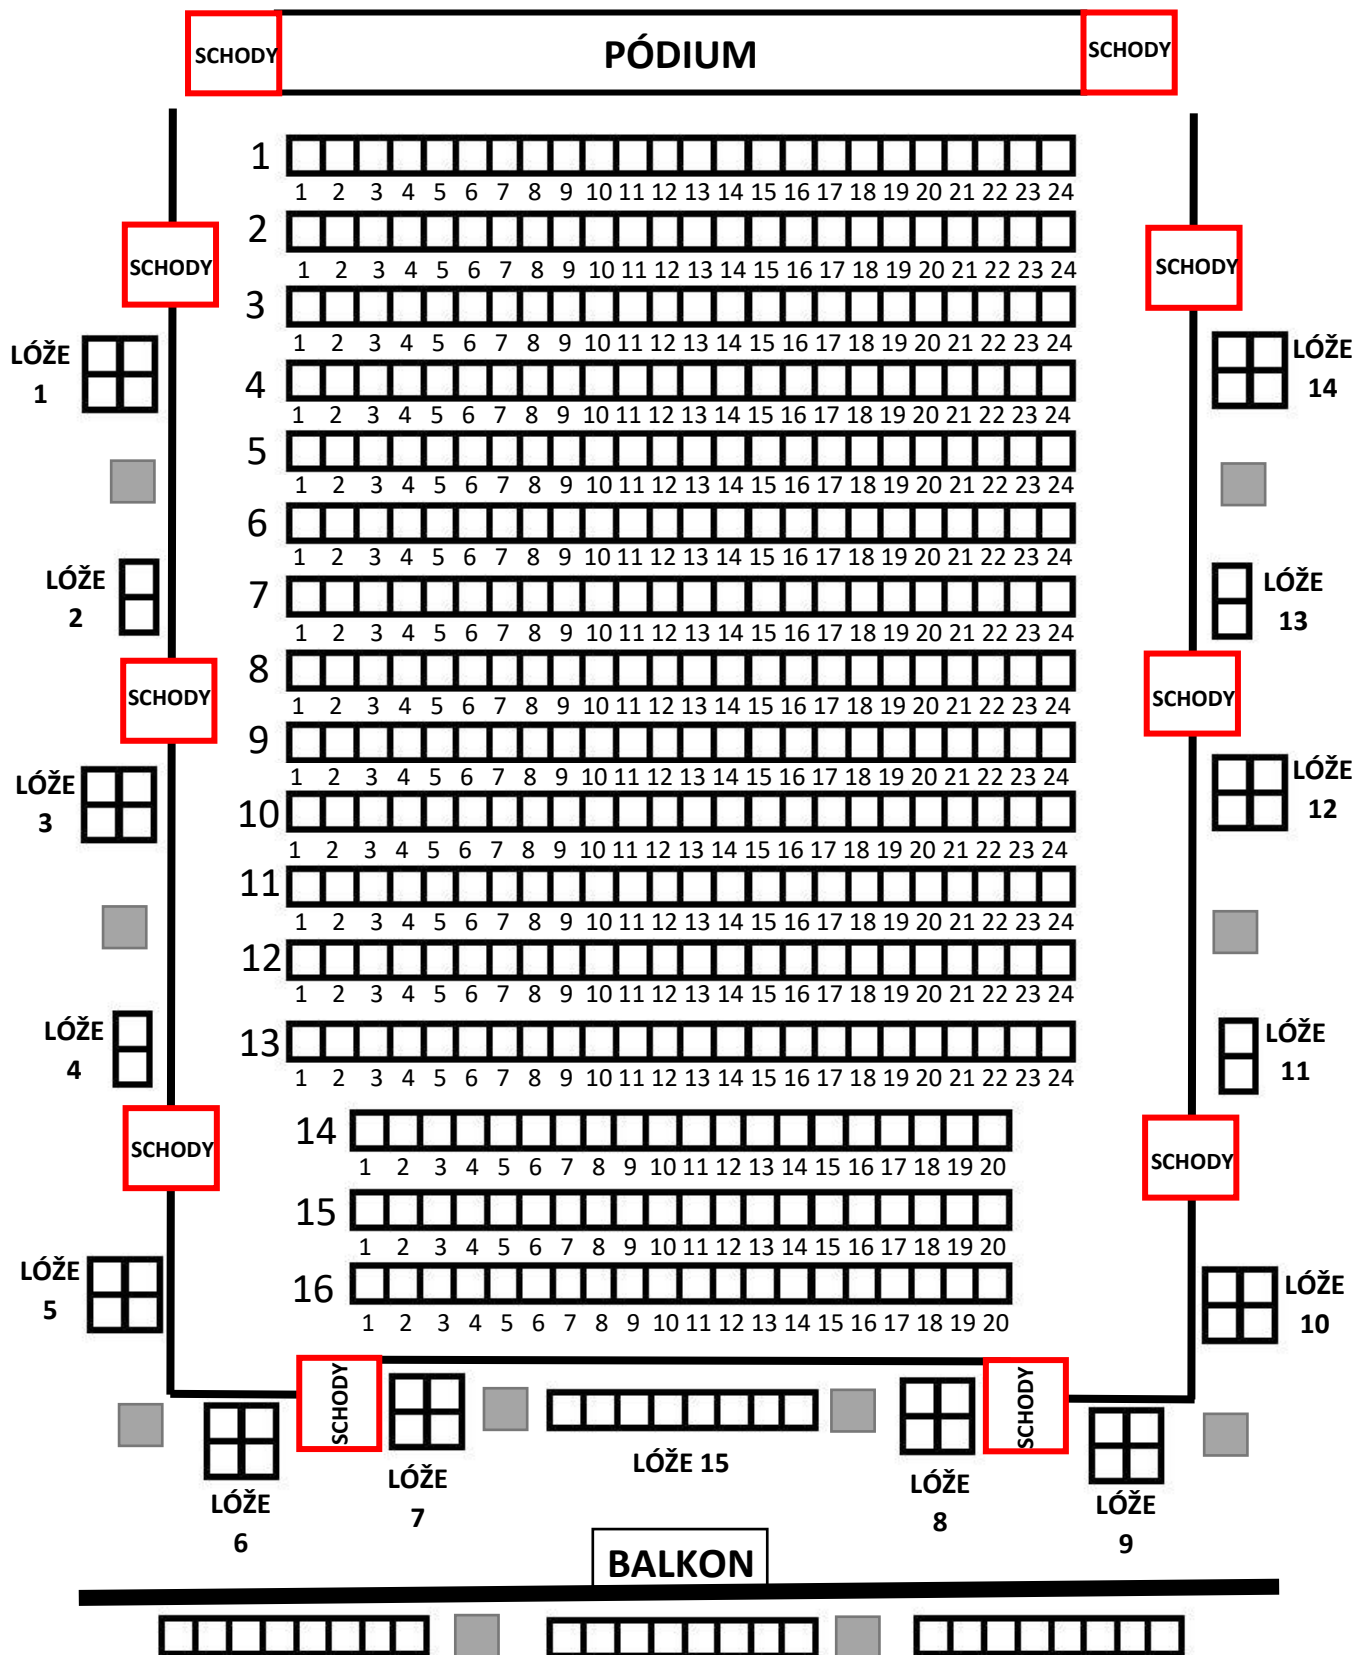 SCHODY PÓDIUM SCHODY
1
1 2 3 4 5 6 7 8 9 10 11 12 13 14 15 16 17 18 19 20 21 22 23 24
2
SCHODY SCHODY
1 2 3 4 5 6 7 8 9 10 11 12 13 14 15 16 17 18 19 20 21 22 23 24
3
1 2 3 4 5 6 7 8 9 10 11 12 13 14 15 16 17 18 19 20 21 22 23 24
LÓŽE
1
4
LÓŽE
14
1 2 3 4 5 6 7 8 9 10 11 12 13 14 15 16 17 18 19 20 21 22 23 24
5
1 2 3 4 5 6 7 8 9 10 11 12 13 14 15 16 17 18 19 20 21 22 23 24
6
1 2 3 4 5 6 7 8 9 10 11 12 13 14 15 16 17 18 19 20 21 22 23 24
LÓŽE
2
7
LÓŽE
13
1 2 3 4 5 6 7 8 9 10 11 12 13 14 15 16 17 18 19 20 21 22 23 24
8
SCHODY SCHODY
1 2 3 4 5 6 7 8 9 10 11 12 13 14 15 16 17 18 19 20 21 22 23 24
9
1 2 3 4 5 6 7 8 9 10 11 12 13 14 15 16 17 18 19 20 21 22 23 24
LÓŽE
3
10
LÓŽE
12
1 2 3 4 5 6 7 8 9 10 11 12 13 14 15 16 17 18 19 20 21 22 23 24
11
1 2 3 4 5 6 7 8 9 10 11 12 13 14 15 16 17 18 19 20 21 22 23 24
12
1 2 3 4 5 6 7 8 9 10 11 12 13 14 15 16 17 18 19 20 21 22 23 24
LÓŽE
4
13
LÓŽE
11
1 2 3 4 5 6 7 8 9 10 11 12 13 14 15 16 17 18 19 20 21 22 23 24
14
SCHODY SCHODY
1 2 3 4 5 6 7 8 9 10 11 12 13 14 15 16 17 18 19 20
15
1 2 3 4 5 6 7 8 9 10 11 12 13 14 15 16 17 18 19 20
LÓŽE
5
16
LÓŽE
10
1 2 3 4 5 6 7 8 9 10 11 12 13 14 15 16 17 18 19 20
SCHODY
SCHODY
LÓŽE
6
LÓŽE
7
LÓŽE 15
LÓŽE
8
LÓŽE
9
BALKON